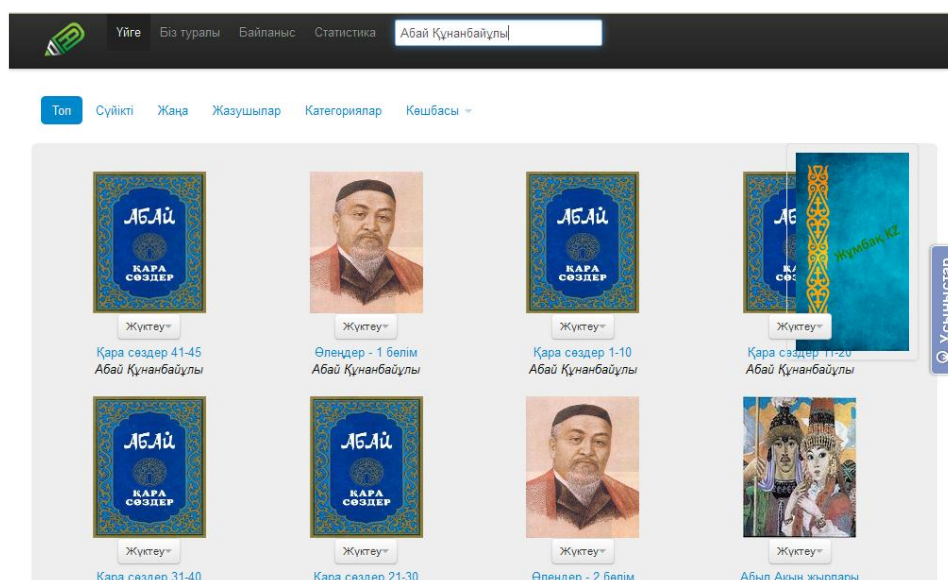 Үйге Біз туралы Байланыс Статистика Абай Құнанбайұлы
Топ Сүйікті Жаңа Жазушылар Категориялар Көшбасы
АБАЙ
ҚАРА
СӨЗДЕР
АБАЙ
ҚАРА
СӨЗДЕР
Жұмбақ KZ
Жүктеу Жүктеу Жүктеу Жүктеу
Қара сөздер 41-45 Өлеңдер - 1 бөлім Қара сөздер 1-10 Қара сөздер 11-20
Абай Құнанбайұлы Абай Құнанбайұлы Абай Құнанбайұлы Абай Құнанбайұлы
Ұсыныстар
АБАЙ
ҚАРА
СӨЗДЕР
АБАЙ
ҚАРА
СӨЗДЕР
Жүктеу Жүктеу Жүктеу Жүктеу
Қара сөздер 31-40 Қара сөздер 21-30 Өлеңдер - 2 бөлім Абыл Ақын жырлары